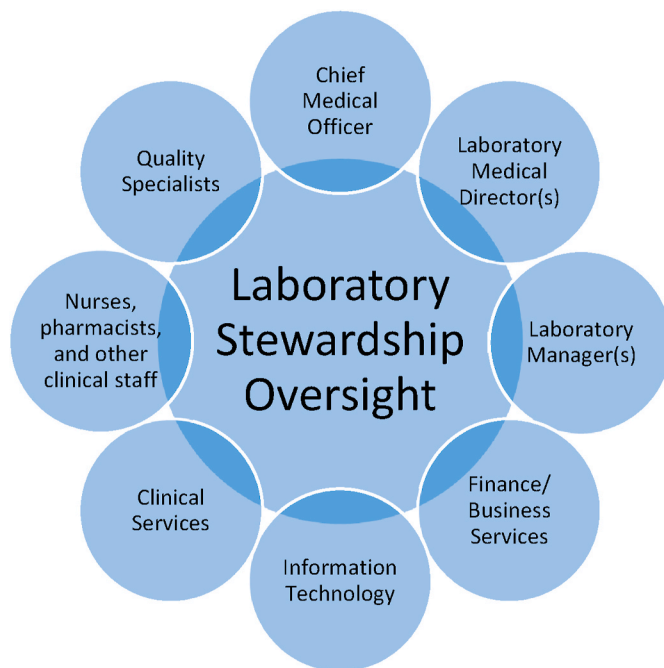 Chief
Medical
Officer
Laboratory
Medical
Director(s)
Laboratory
Manager(s)
Finance/
Business
Services
Information
Technology
Clinical
Services
Nurses,
pharmacists,
and other
clinical staff
Quality
Specialists
Laboratory
Stewardship
Oversight